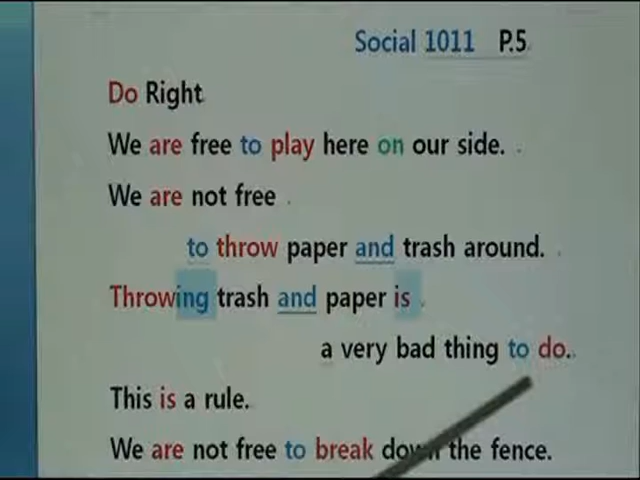 Social 1011 P.5
Do Right
We are free to play here on our side.
We are not free
to throw paper and trash around.
Throwing trash and paper is
a very bad thing to do.
This is a rule.
We are not free to break down the fence.